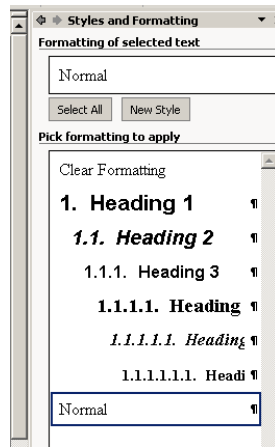 Styles and Formatting
Formatting of selected text
Normal
Select All New Style
Pick formatting to apply
Clear Formatting
1. Heading 1 ¶
1.1. Heading 2 ¶
1.1.1. Heading 3 ¶
1.1.1.1. Heading ¶
1.1.1.1.1. Heading ¶
1.1.1.1.1.1. Headi ¶
Normal ¶